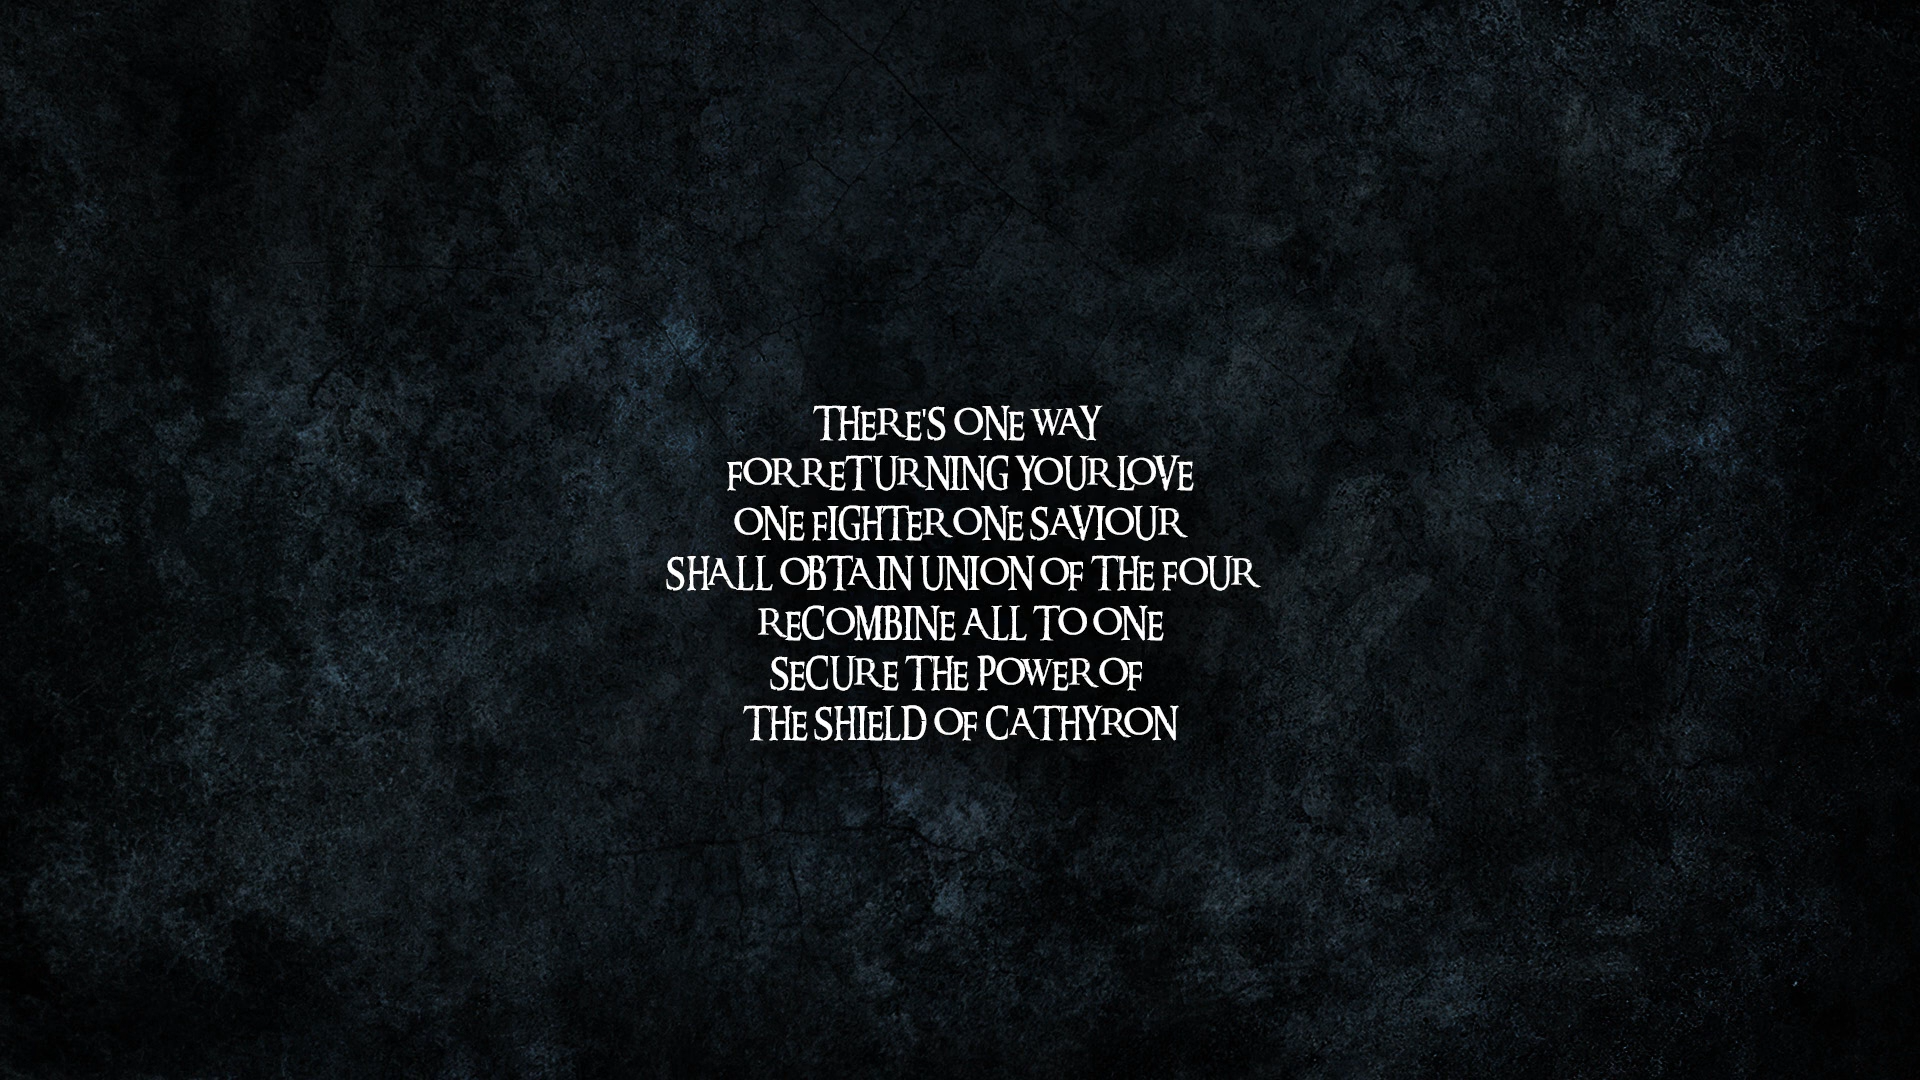 THERE'S ONE WAY
FOR RETURNING YOUR LOVE
ONE FIGHTER ONE SAVIOUR
SHALL OBTAIN UNION OF THE FOUR
RECOMBINE ALL TO ONE
SECURE THE POWER OF
THE SHIELD OF CATHYRON